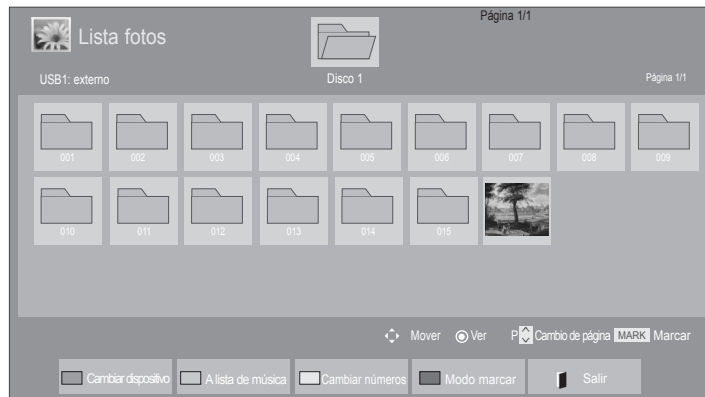 Página 1/1
Lista fotos
USB1: externo
Disco 1
Página 1/1
001 002 003 004 005 006 007 008 009
010 011 012 013 014 015
Mover Ver P Cambio de página MARK Marcar
Cambiar dispositivo A lista de música Cambiar números Modo marcar Salir